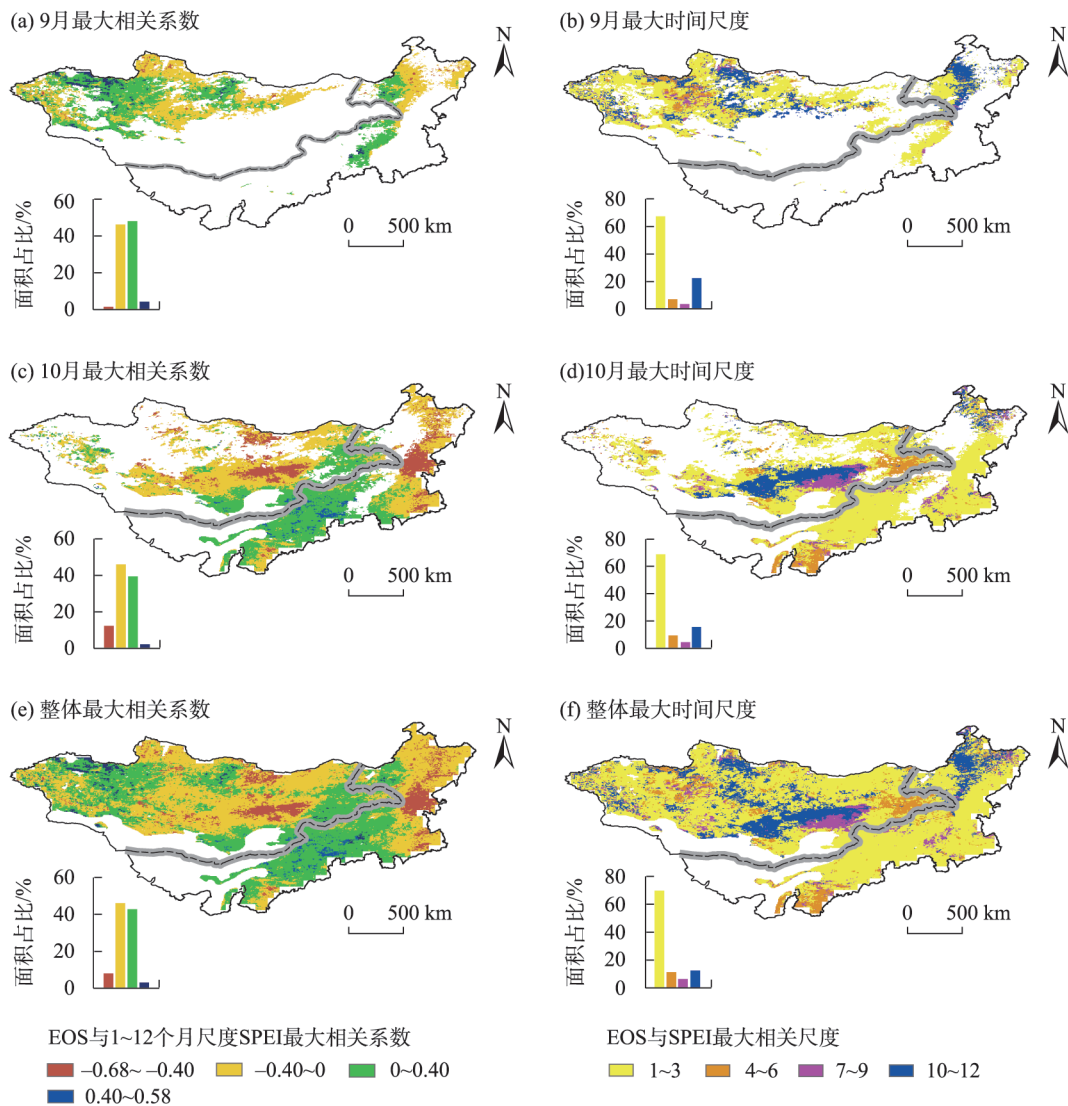 (a) 9月最大相关系数
N
60
40
20
0
面积占比/%
0 500 km
(b) 9月最大时间尺度
N
80
60
40
20
0
面积占比/%
0 500 km
(c) 10月最大相关系数
N
60
40
20
0
面积占比/%
0 500 km
(d)10月最大时间尺度
N
80
60
40
20
0
面积占比/%
0 500 km
(e) 整体最大相关系数
N
60
40
20
0
面积占比/%
0 500 km
(f) 整体最大时间尺度
N
80
60
40
20
0
面积占比/%
0 500 km
EOS与1~12个月尺度SPEI最大相关系数
–0.68~ –0.40 –0.40~0 0~0.40
0.40~0.58
EOS与SPEI最大相关尺度
1~3 4~6 7~9 10~12